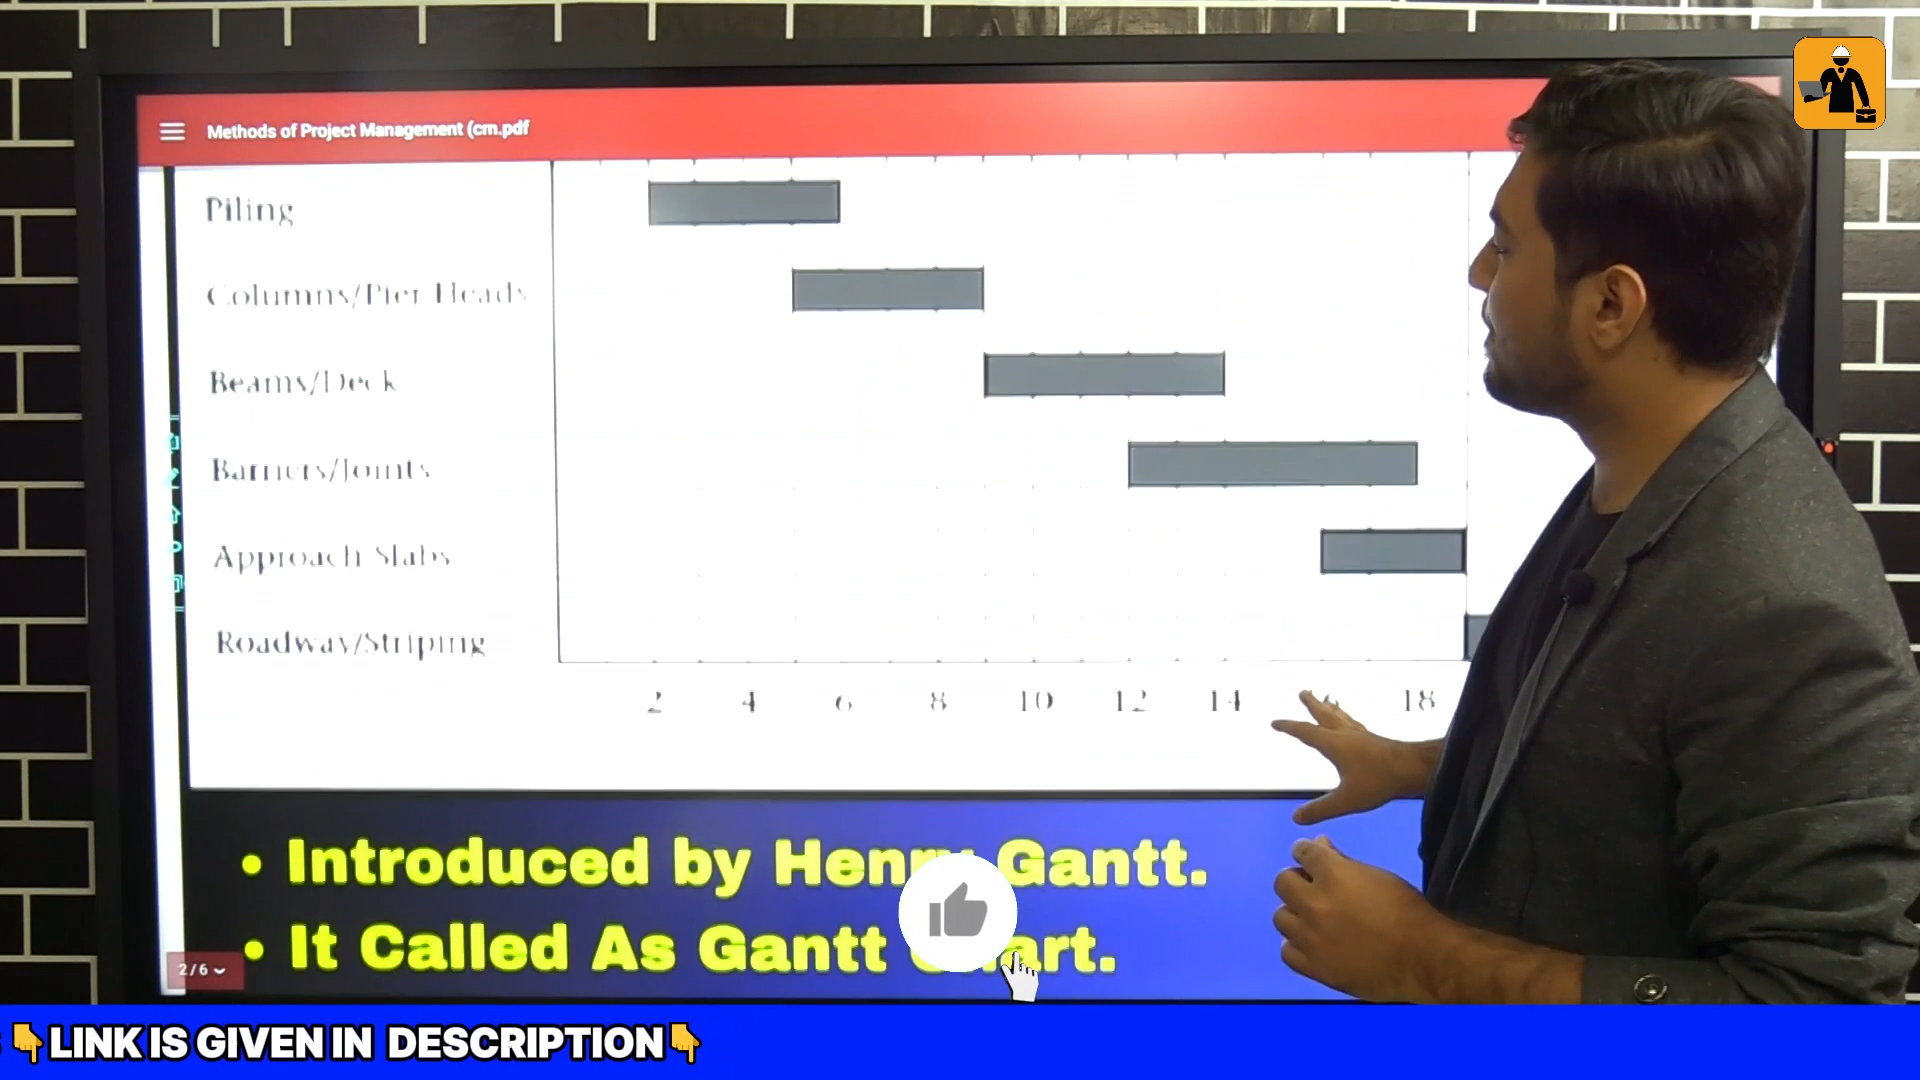 Methods of Project Management (cm.pdf
Piling
Columns/Pier Heads
Beams/Deck
Barriers/Joints
Approach Slabs
Roadway/Striping
2 4 6 8 10 12 14 18
• Introduced by Henry Gantt.
• It Called As Gantt Chart.
2/6
👇LINK IS GIVEN IN DESCRIPTION👇